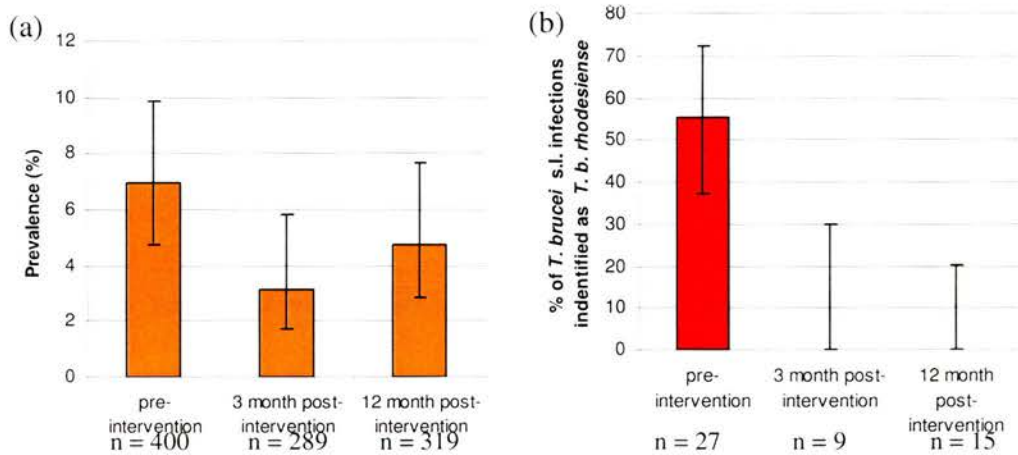 (a)
12
10
8
6
4
2
0
Prevalence (%)
pre-
intervention
n = 400
3 month post-
intervention
n = 289
12 month post-
intervention
n = 319
(b)
80
70
60
50
40
30
20
10
0
% of T. brucei s.l. infections
indentified as T. b. rhodesiense
pre-
intervention
n = 27
3 month post-
intervention
n = 9
12 month
post-
intervention
n = 15